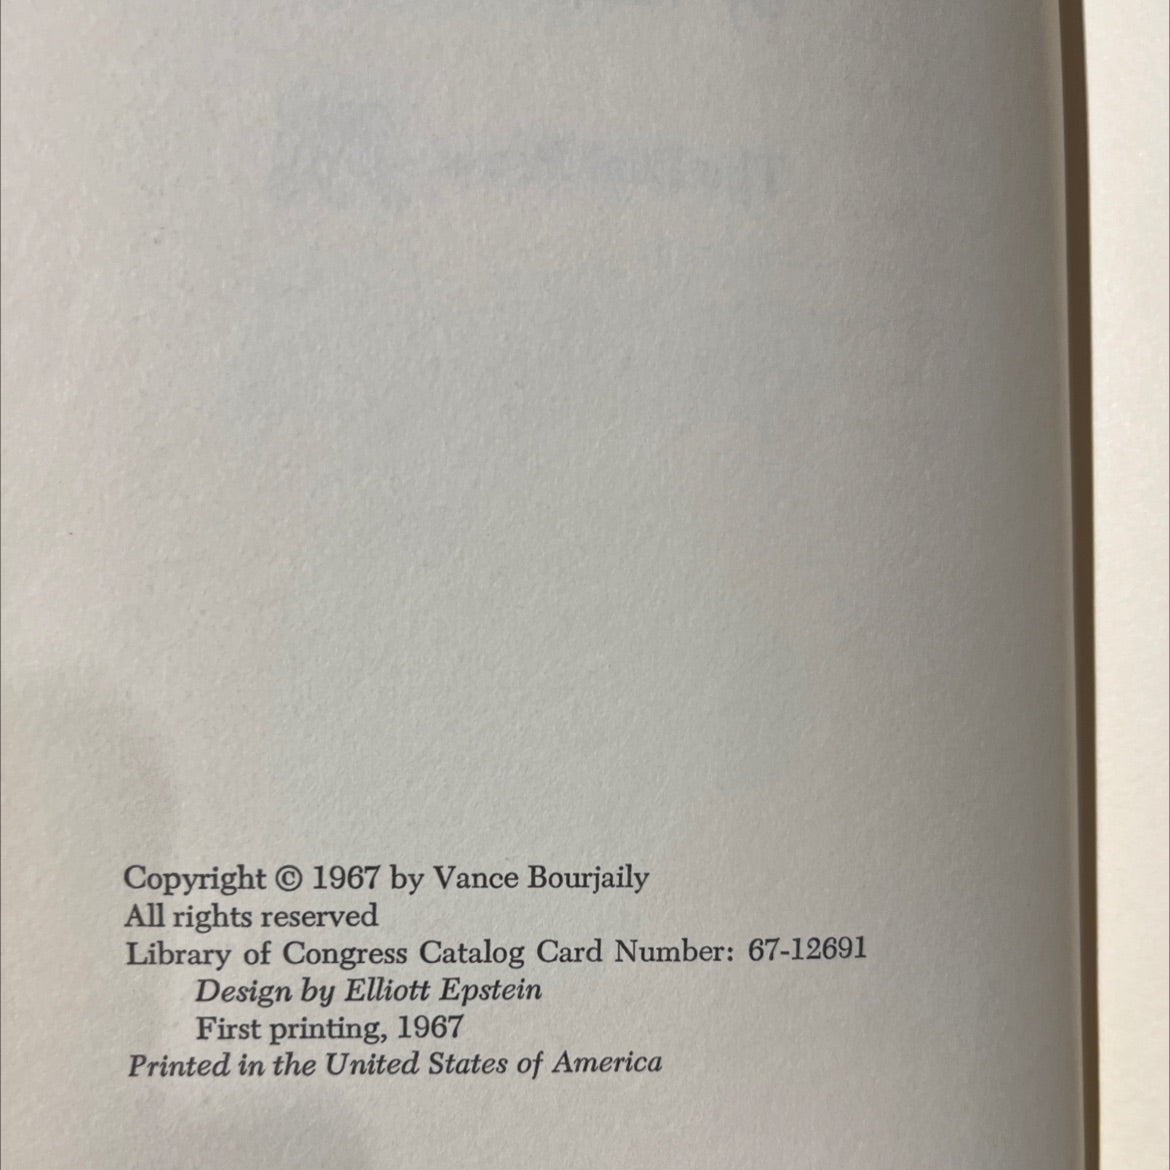 Copyright © 1967 by Vance Bourjaily
All rights reserved
Library of Congress Catalog Card Number: 67-12691
Design by Elliott Epstein
First printing, 1967
Printed in the United States of America